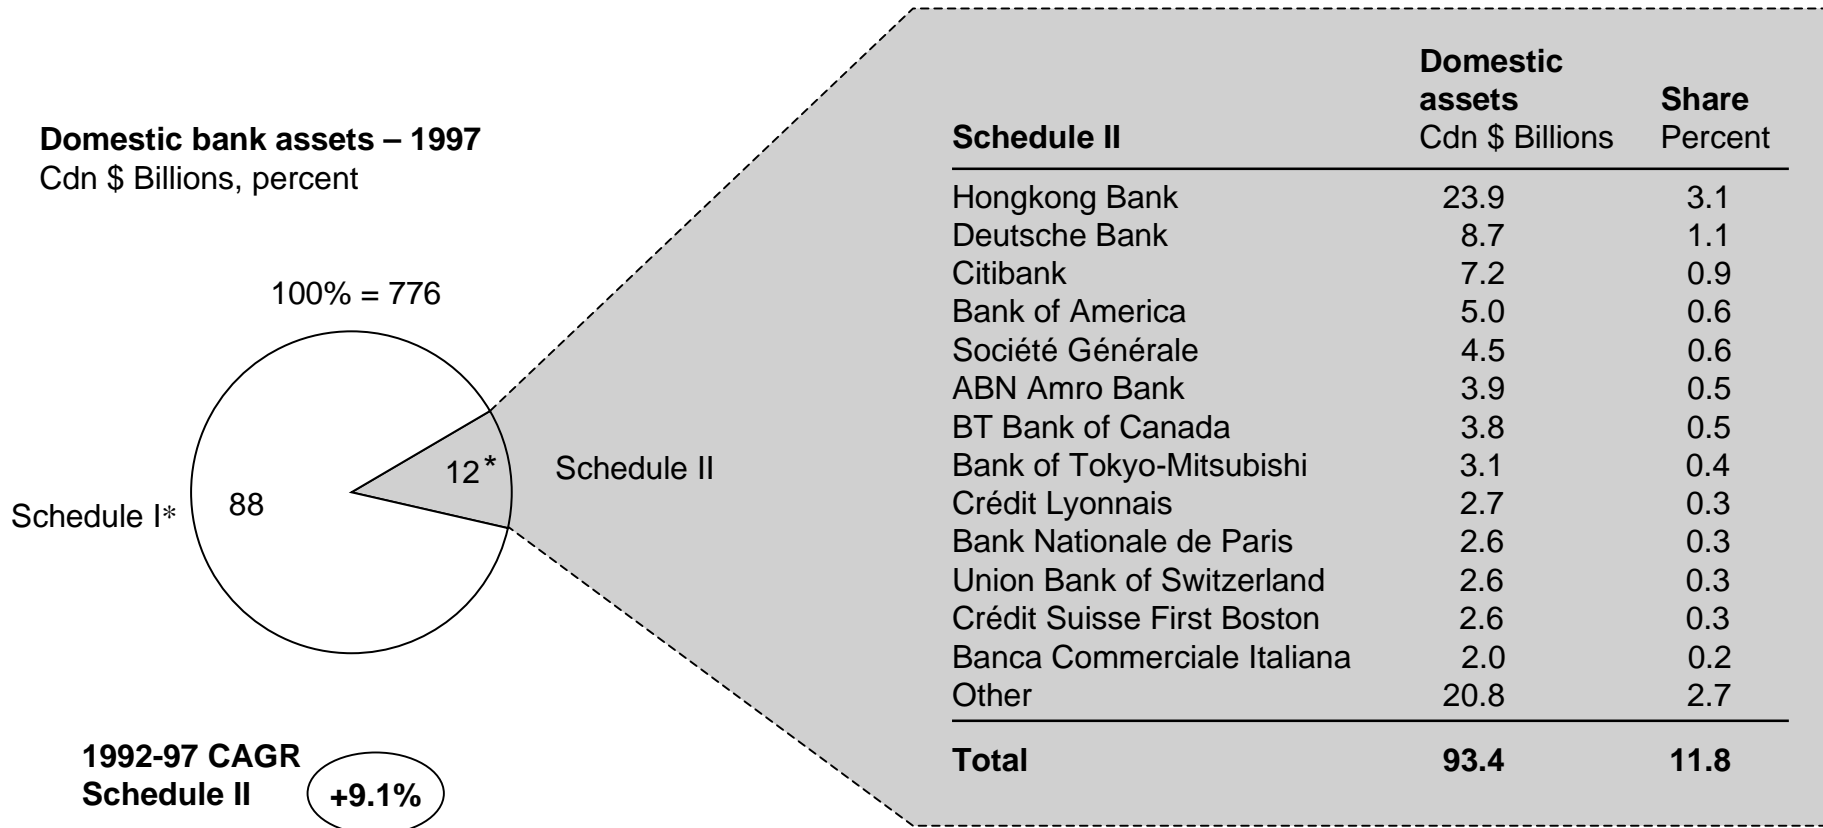 Domestic bank assets – 1997
Cdn $ Billions, percent
100% = 776
Schedule I*
88
12*
Schedule II
1992-97 CAGR
Schedule II
+9.1%
Domestic
assets Share
Schedule II Cdn $ Billions Percent
Hongkong Bank 23.9 3.1
Deutsche Bank 8.7 1.1
Citibank 7.2 0.9
Bank of America 5.0 0.6
Société Générale 4.5 0.6
ABN Amro Bank 3.9 0.5
BT Bank of Canada 3.8 0.5
Bank of Tokyo-Mitsubishi 3.1 0.4
Crédit Lyonnais 2.7 0.3
Bank Nationale de Paris 2.6 0.3
Union Bank of Switzerland 2.6 0.3
Crédit Suisse First Boston 2.6 0.3
Banca Commerciale Italiana 2.0 0.2
Other 20.8 2.7
Total 93.4 11.8